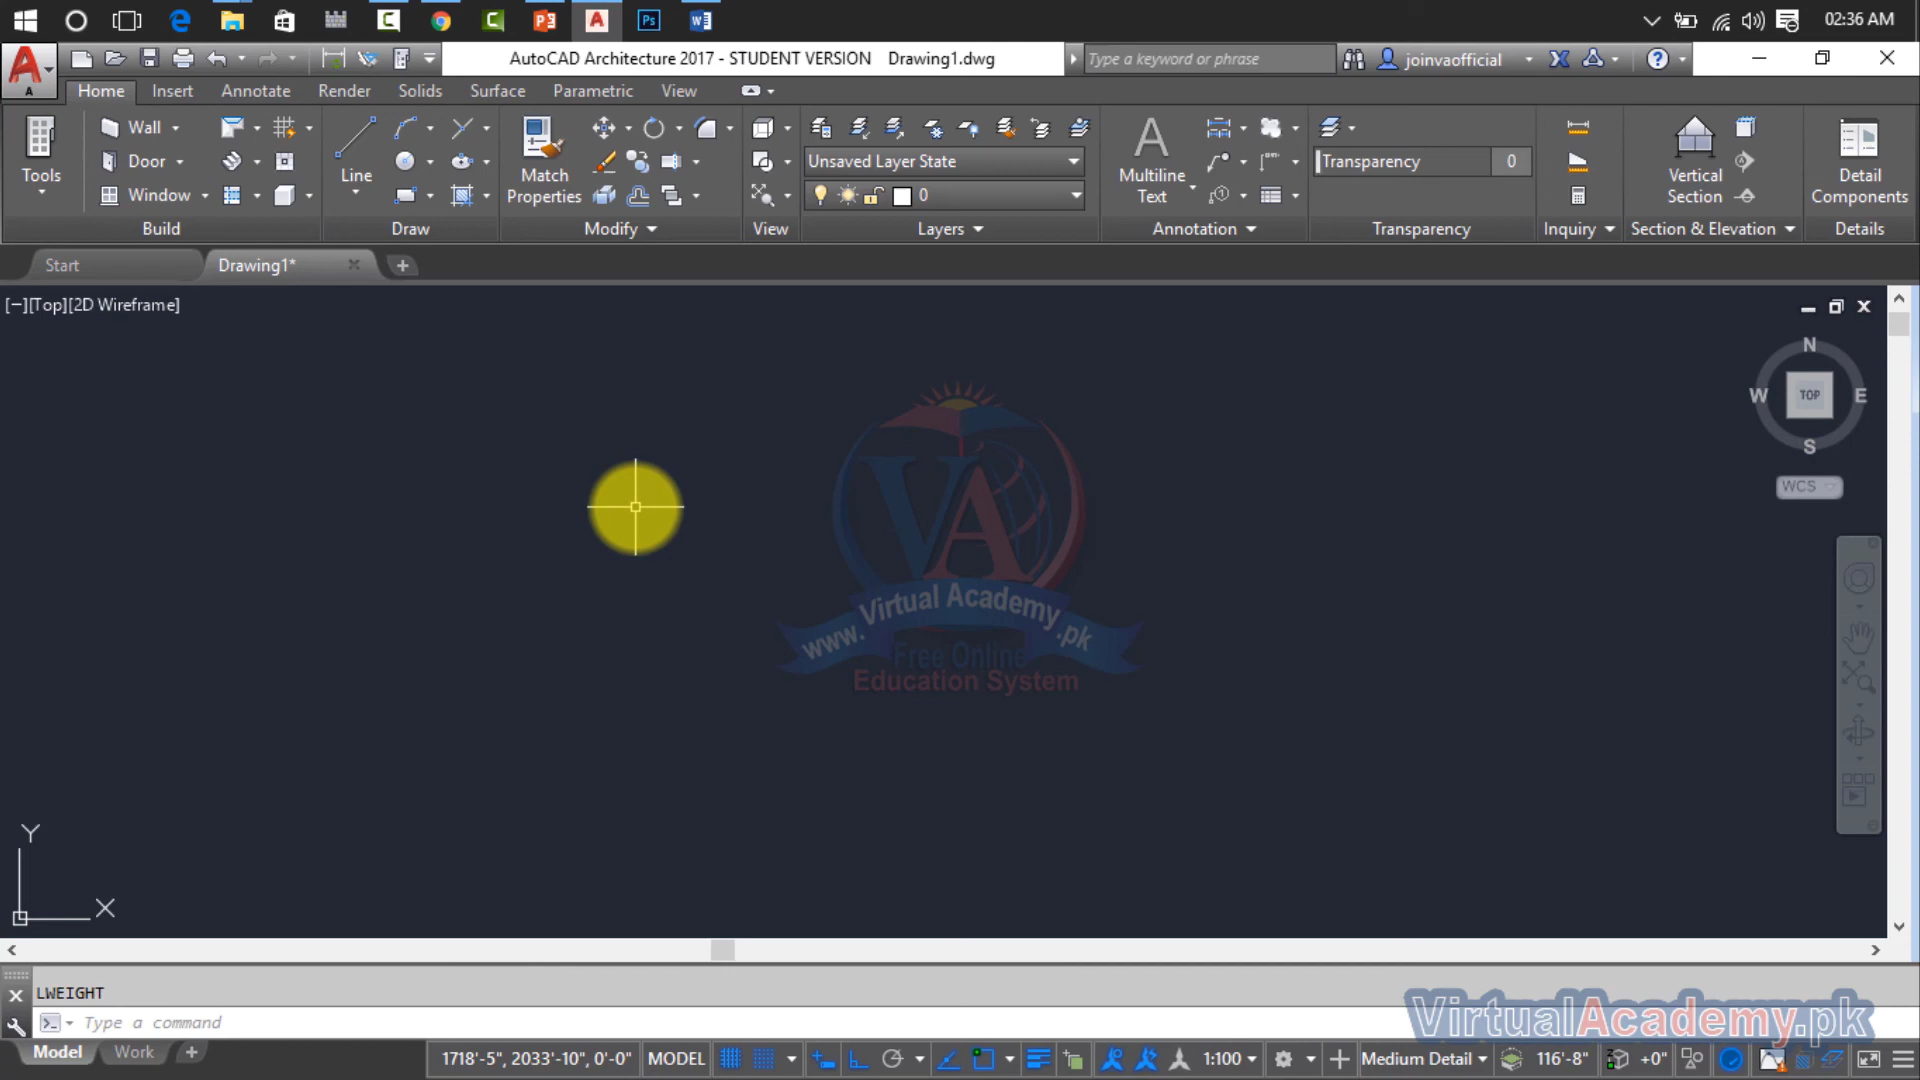 02:36 AM
AutoCAD Architecture 2017 - STUDENT VERSION Drawing1.dwg
Type a keyword or phrase
joinvaofficial
Home Insert Annotate Render Solids Surface Parametric View
Wall
Door
Window
Tools
Build
Line
Draw
Match
Properties
Modify
View
Unsaved Layer State
0
Layers
Multiline
Text
Annotation
Transparency 0
Transparency
Inquiry
Vertical
Section
Section & Elevation
Detail
Components
Details
Start
Drawing1*
[−][Top][2D Wireframe]
N
W TOP E
S
WCS
VA
www.Virtual Academy.pk
Free Online
Education System
Y
X
LWEIGHT
Type a command
VirtualAcademy.pk
Model Work
1718'-5", 2033'-10", 0'-0" MODEL 1:100 Medium Detail 116'-8" +0"